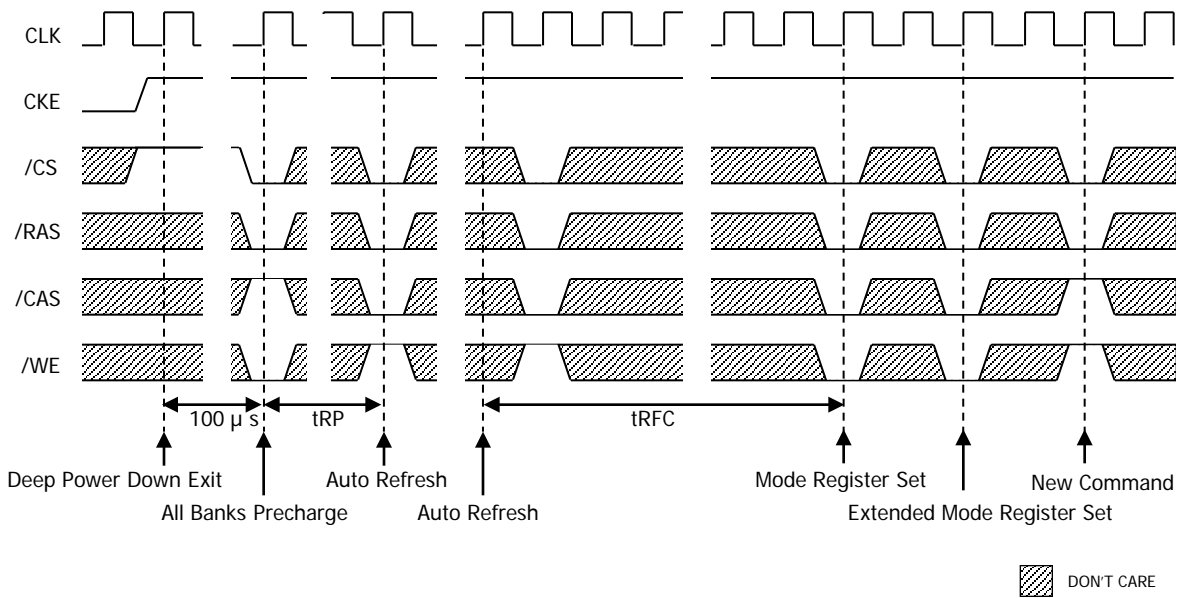 CLK
CKE
/CS
/RAS
/CAS
/WE
100 μ s
tRP
tRFC
Deep Power Down Exit
Auto Refresh
Mode Register Set
New Command
All Banks Precharge
Auto Refresh
Extended Mode Register Set
DON'T CARE